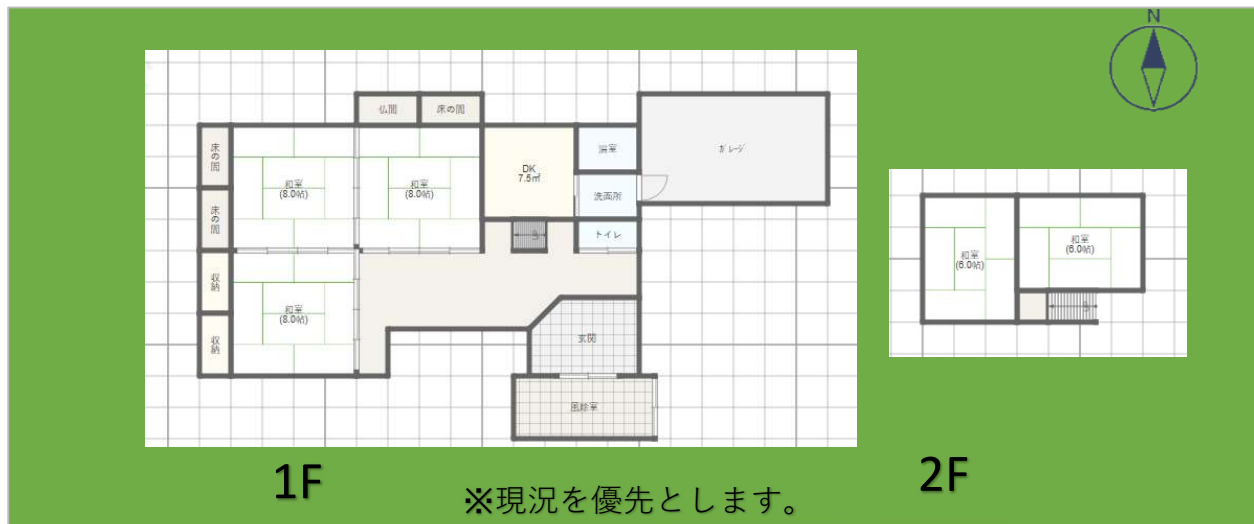 N
仏間
床の間
床の間
和室
(8.0帖)
和室
(8.0帖)
DK
7.5㎡
浴室
ガレージ
洗面所
床の間
トイレ
収納
和室
(8.0帖)
収納
玄関
風除室
和室
(6.0帖)
和室
(6.0帖)
1F
2F
※現況を優先とします。